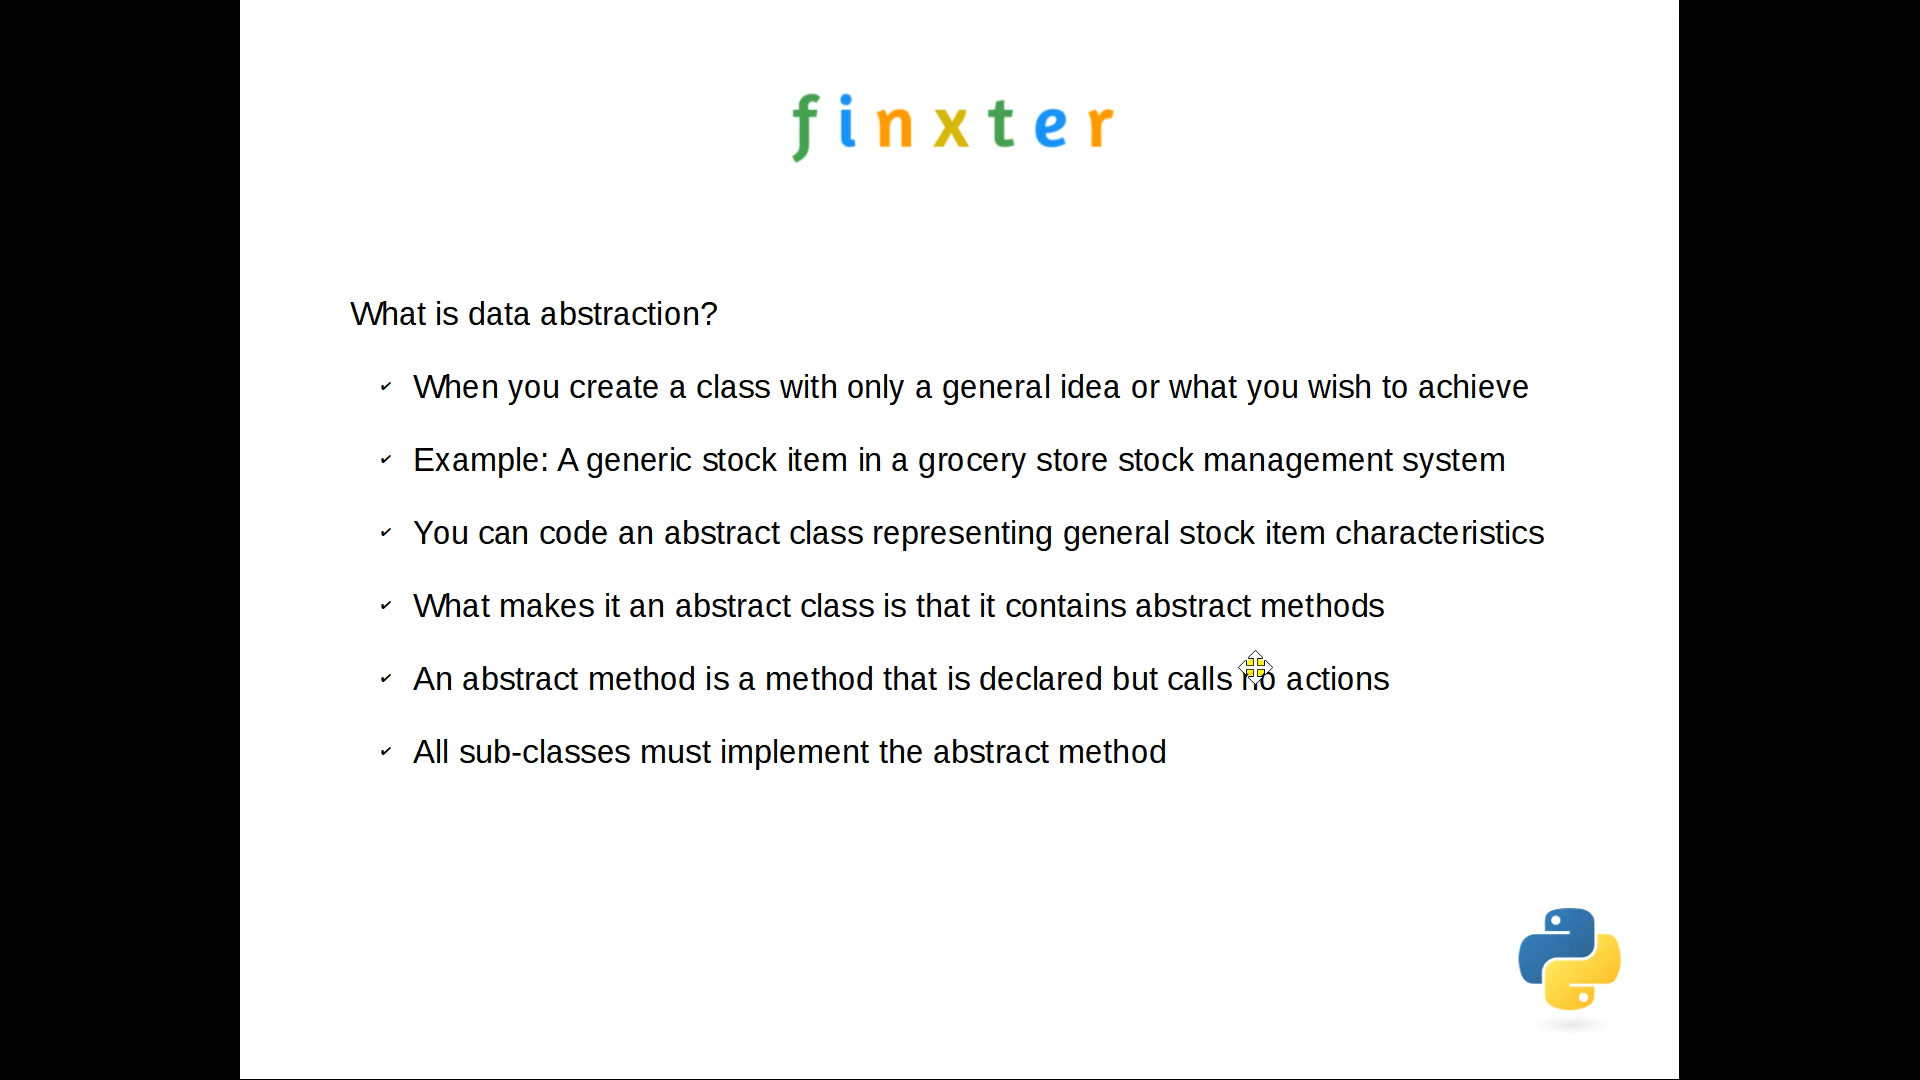 finxter
What is data abstraction?
✔ When you create a class with only a general idea or what you wish to achieve
✔ Example: A generic stock item in a grocery store stock management system
✔ You can code an abstract class representing general stock item characteristics
✔ What makes it an abstract class is that it contains abstract methods
✔ An abstract method is a method that is declared but calls no actions
✔ All sub-classes must implement the abstract method